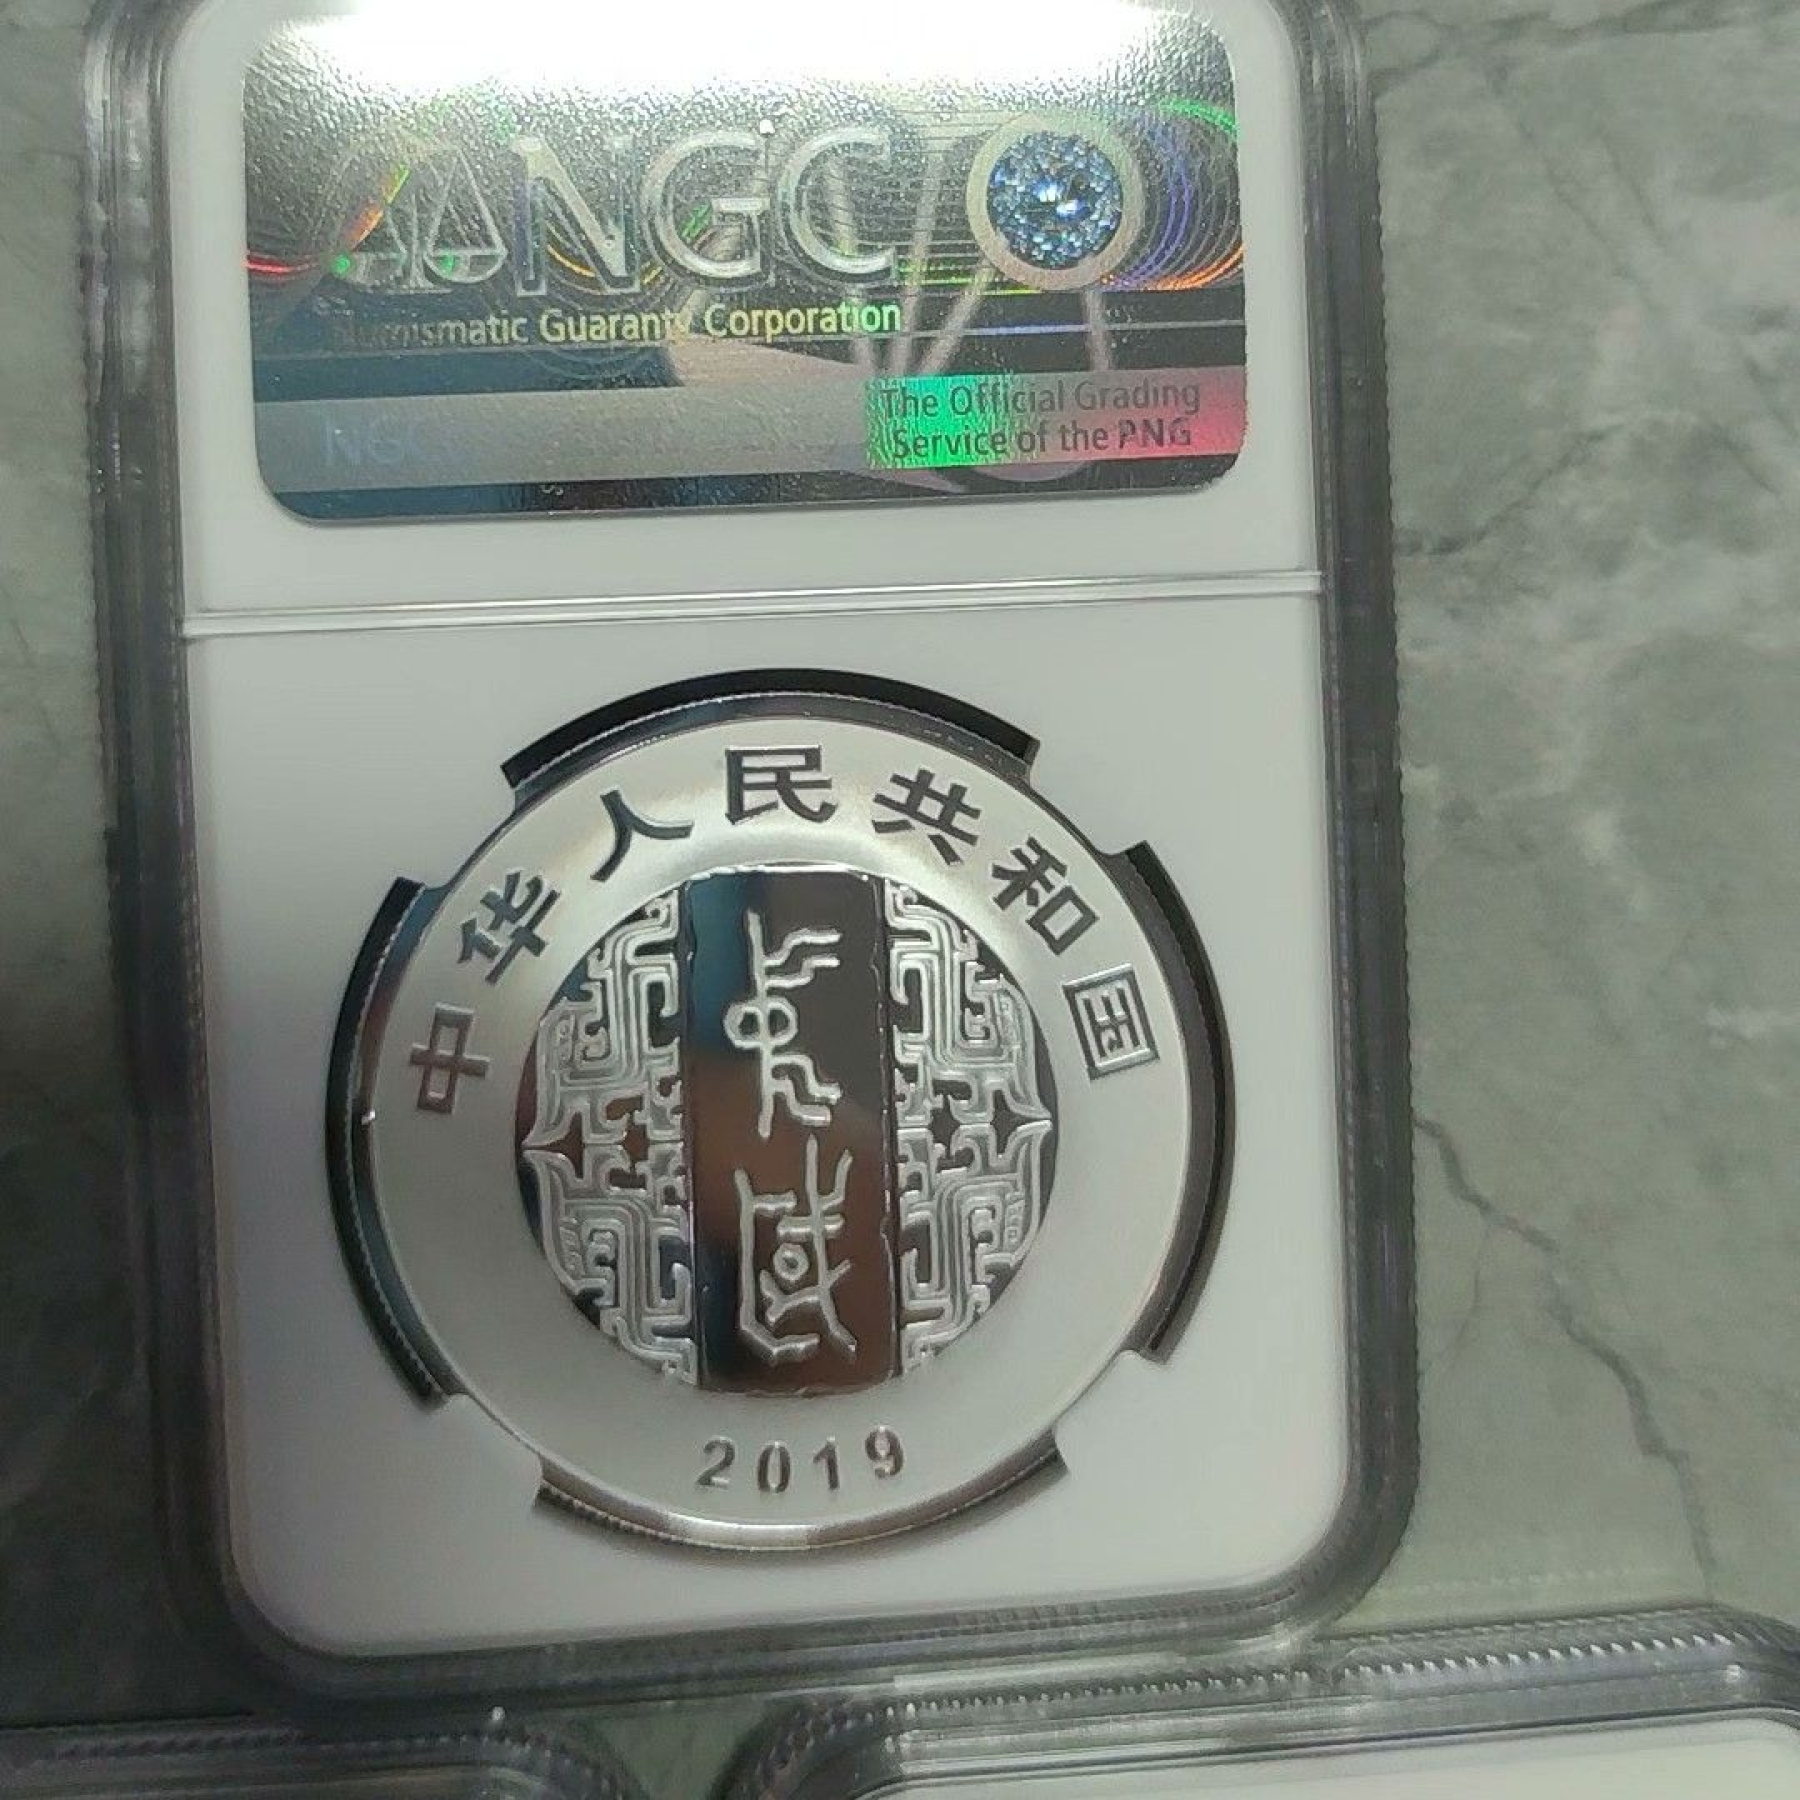 NGC
Numismatic Guaranty Corporation
The Official Grading
Service of the PNG
NGC
中华人民共和国
2019